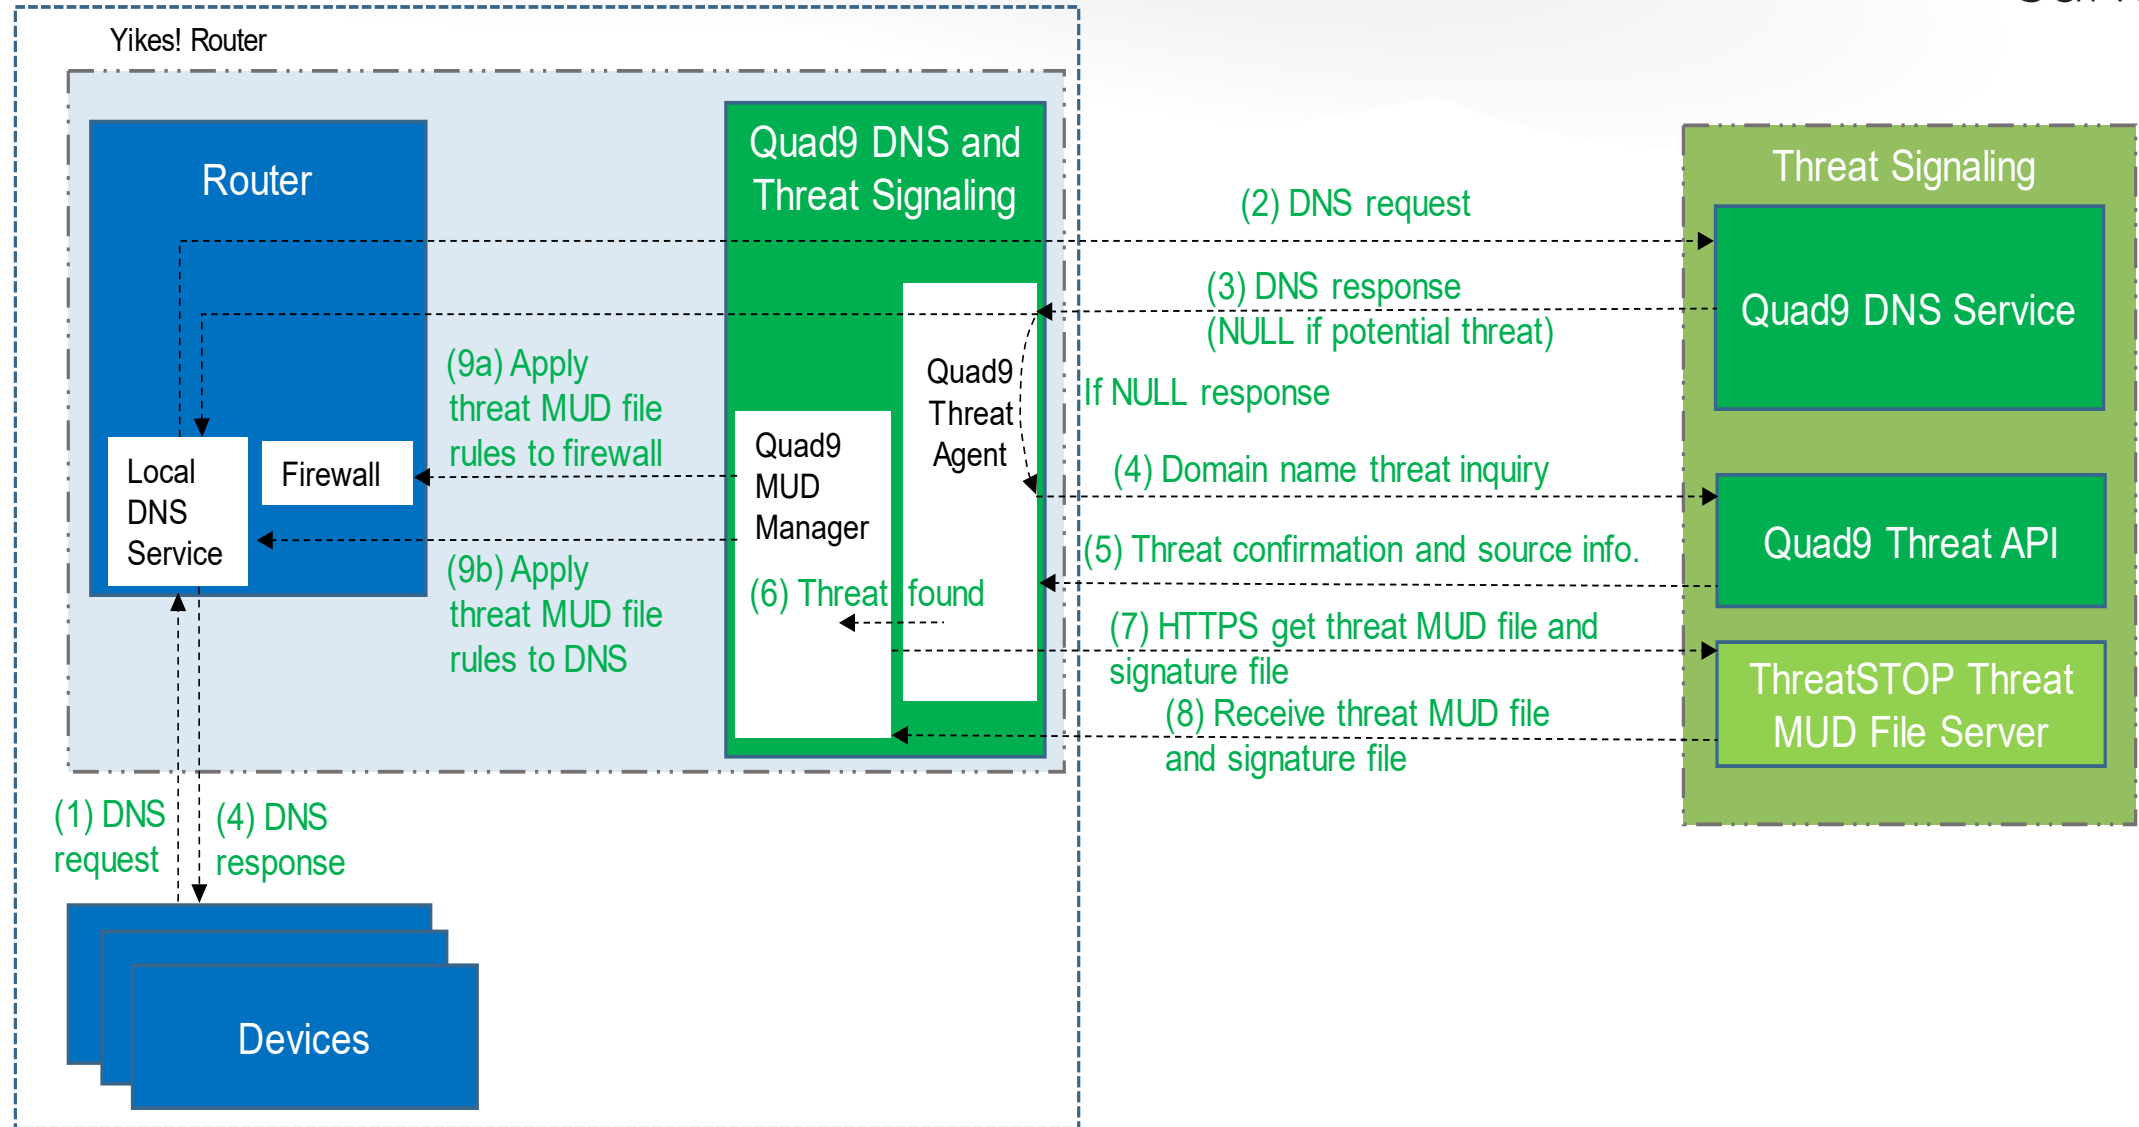 Yikes! Router
Router
Quad9 DNS and
Threat Signaling
Threat Signaling
(2) DNS request
(3) DNS response
(NULL if potential threat)
Quad9 DNS Service
(9a) Apply
threat MUD file
rules to firewall
Quad9
Threat
Agent
If NULL response
Local
DNS
Service
Firewall
Quad9
MUD
Manager
(4) Domain name threat inquiry
(5) Threat confirmation and source info.
Quad9 Threat API
(9b) Apply
threat MUD file
rules to DNS
(6) Threat found
(7) HTTPS get threat MUD file and
signature file
(8) Receive threat MUD file
and signature file
ThreatSTOP Threat
MUD File Server
(1) DNS
request
(4) DNS
response
Devices